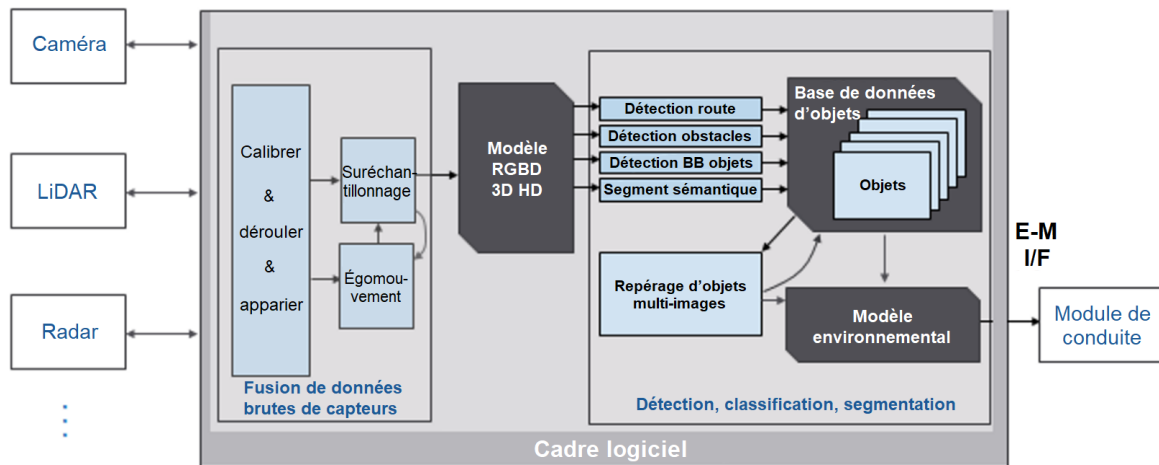 Caméra
LiDAR
Radar
Calibrer
&
dérouler
&
apparier
Suréchan-
tillonnage
Égomou-
vement
Fusion de données
brutes de capteurs
Modèle
RGBD
3D HD
Détection route
Détection obstacles
Détection BB objets
Segment sémantique
Base de données
d'objets
Objets
Repérage d'objets
multi-images
Modèle
environnemental
Détection, classification, segmentation
E-M
I/F
Module de
conduite
Cadre logiciel